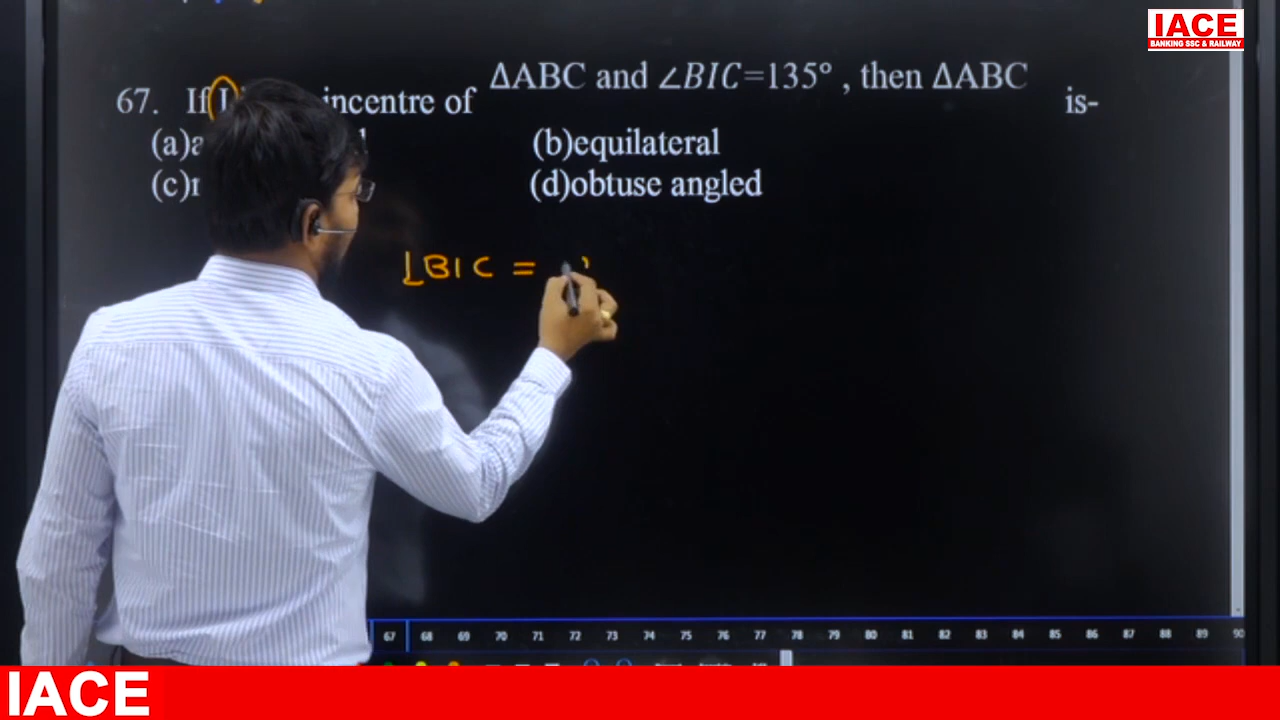 IACE
BANKING SSC & RAILWAY
67. If I incentre of ΔABC and ∠BIC=135° , then ΔABC is-
(a)a (b)equilateral
(c)r (d)obtuse angled
∠BIC =
67 68 69 70 71 72 73 74 75 76 77 78 79 80 81 82 83 84 85 86 87 88 89 90
IACE